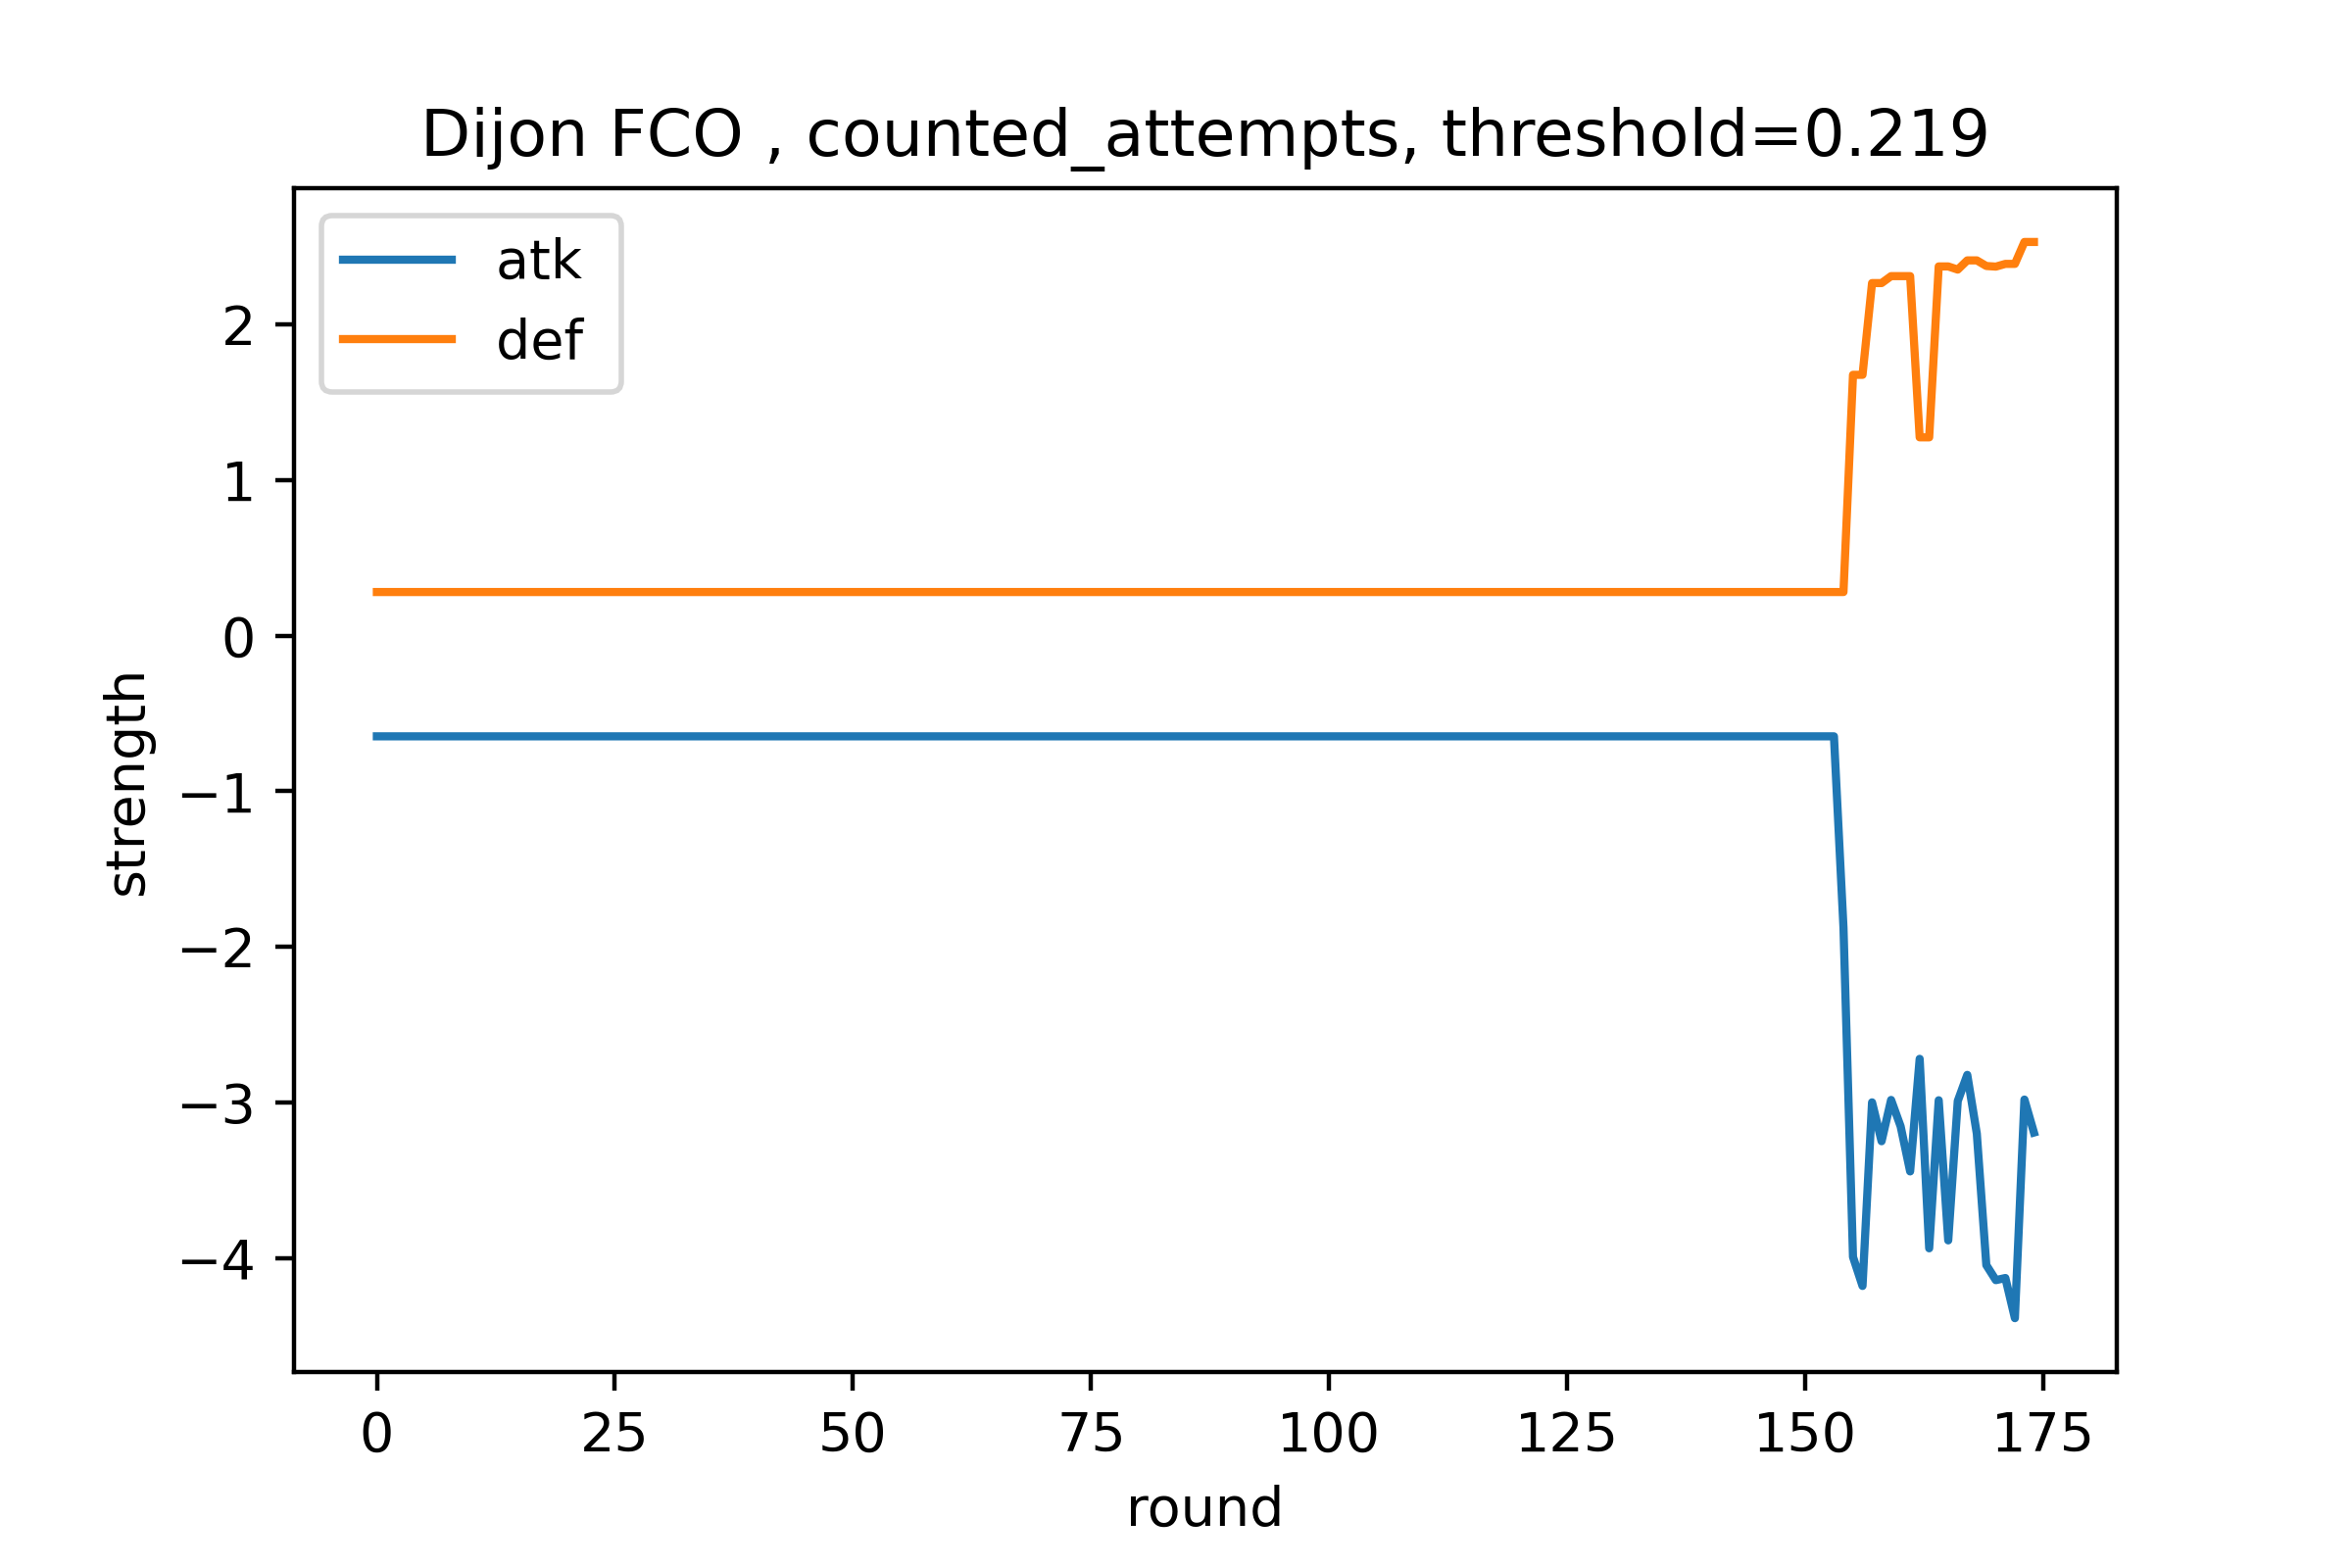 Dijon FCO , counted_attempts, threshold=0.219
atk
def
2
1
0
−1
−2
−3
−4
strength
0 25 50 75 100 125 150 175
round